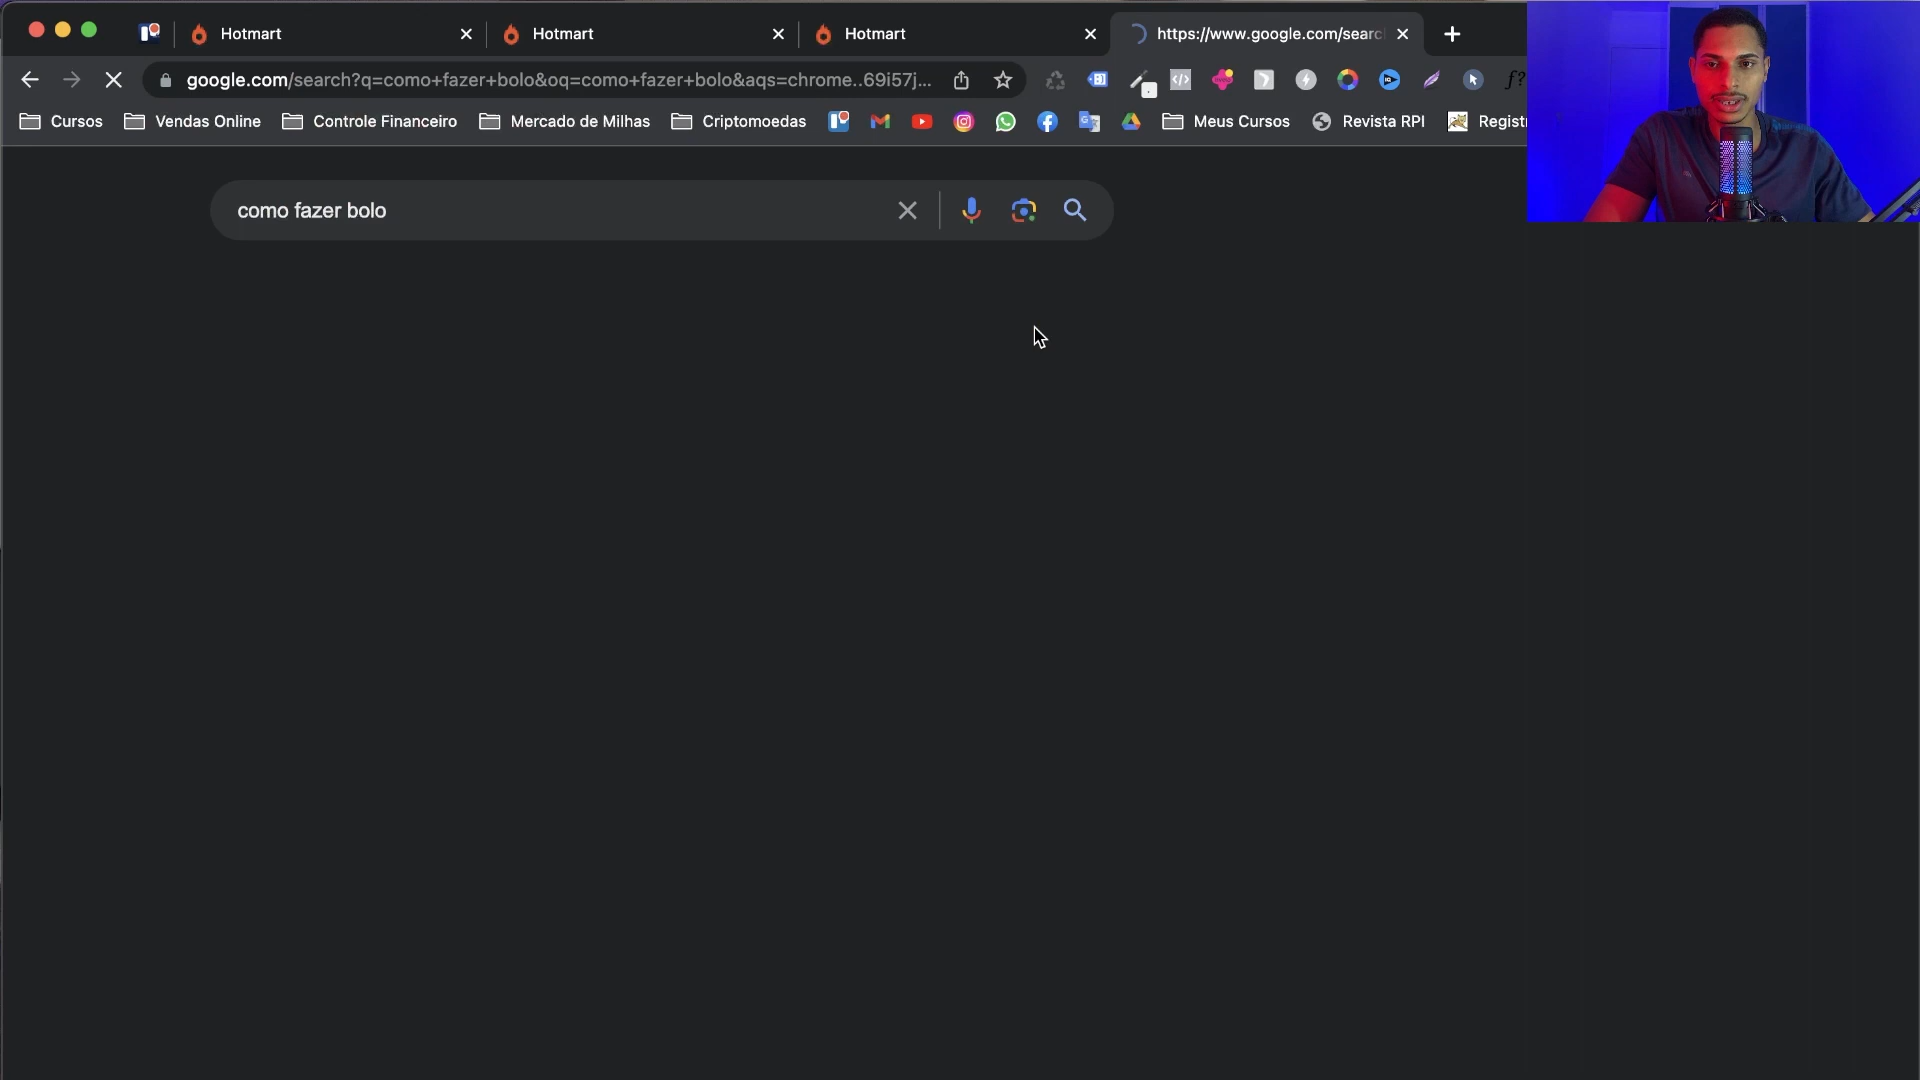 Hotmart
Hotmart
Hotmart
https://www.google.com/searc
google.com/search?q=como+fazer+bolo&oq=como+fazer+bolo&aqs=chrome..69i57j...
f?
Cursos
Vendas Online
Controle Financeiro
Mercado de Milhas
Criptomoedas
Meus Cursos
Revista RPI
Registr
como fazer bolo